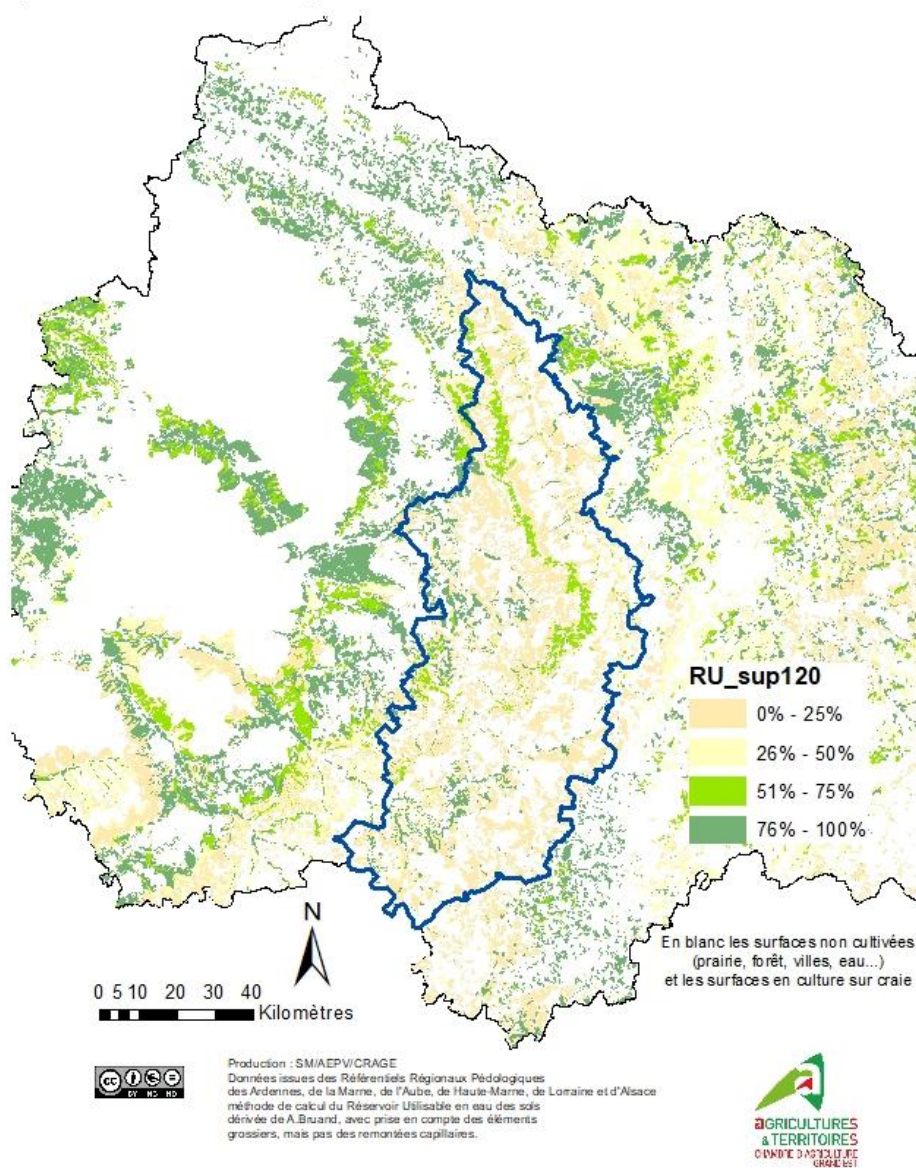 RU_sup120
0% - 25%
26% - 50%
51% - 75%
76% - 100%
N
En blanc les surfaces non cultivées
(prairie, forêt, villes, eau...)
et les surfaces en culture sur craie
0 5 10 20 30 40
Kilomètres
Production : SM/AEPV/CRAGE
Données issues des Référentiels Régionaux Pédologiques
des Ardennes, de la Marne, de l'Aube, de Haute-Marne, de Lorraine et d'Alsace
méthode de calcul du Réservoir Utilisable en eau des sols
dérivée de A.Bruand, avec prise en compte des éléments
grossiers, mais pas des remontées capillaires.
cc
AGRICULTURES
& TERRITOIRES
CHAMBRE D'AGRICULTURE
GRAND EST